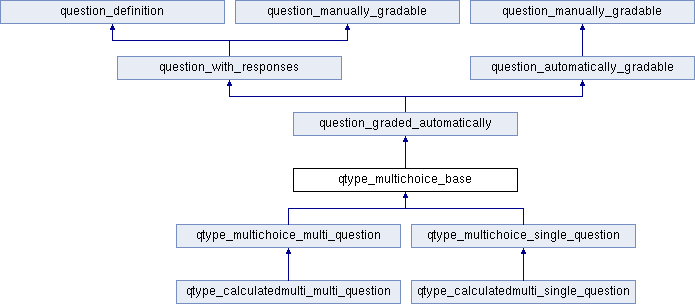 question_definition
question_manually_gradable
question_manually_gradable
question_with_responses
question_automatically_gradable
question_graded_automatically
qtype_multichoice_base
qtype_multichoice_multi_question
qtype_multichoice_single_question
qtype_calculatedmulti_multi_question
qtype_calculatedmulti_single_question